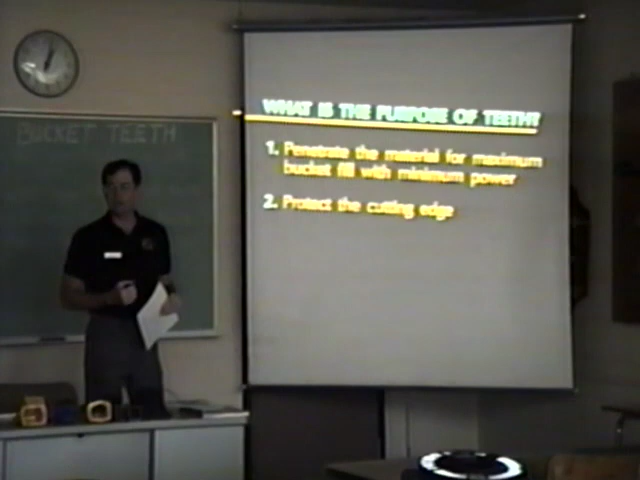 BUCKET TEETH
WHAT IS THE PURPOSE OF TEETH?
1. Penetrate the material for maximum
bucket fill with minimum power
2. Protect the cutting edge